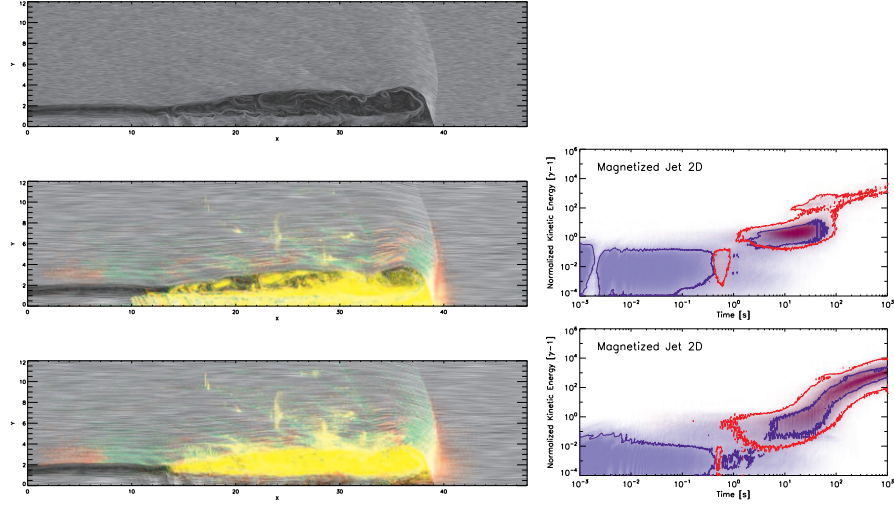 12
10
8
6
4
2
0
Y
0 10 20 30 40
X
12
10
8
6
4
2
0
Y
0 10 20 30 40
X
12
10
8
6
4
2
0
Y
0 10 20 30 40
X
Magnetized Jet 2D
Normalized Kinetic Energy [γ−1]
10⁶
10⁴
10²
10⁰
10⁻²
10⁻⁴
10⁻³ 10⁻² 10⁻¹ 10⁰ 10¹ 10² 10³
Time [s]
Magnetized Jet 2D
Normalized Kinetic Energy [γ−1]
10⁶
10⁴
10²
10⁰
10⁻²
10⁻⁴
10⁻³ 10⁻² 10⁻¹ 10⁰ 10¹ 10² 10³
Time [s]